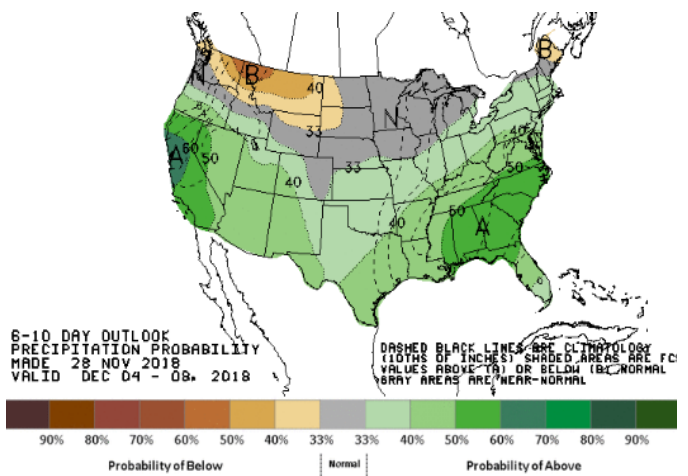 B
B
40
N
33
33
40
60
50
A
40
50
40
50
A
6-10 DAY OUTLOOK
PRECIPITATION PROBABILITY
MADE 28 NOV 2018
VALID DEC 04 - 08, 2018
DASHED BLACK LINES ARE CLIMATOLOGY
(10THS OF INCHES) SHADED AREAS ARE FCS
VALUES ABOVE (A) OR BELOW (B) NORMAL
GRAY AREAS ARE NEAR-NORMAL
90% 80% 70% 60% 50% 40% 33% 33% 40% 50% 60% 70% 80% 90%
Probability of Below Normal Probability of Above